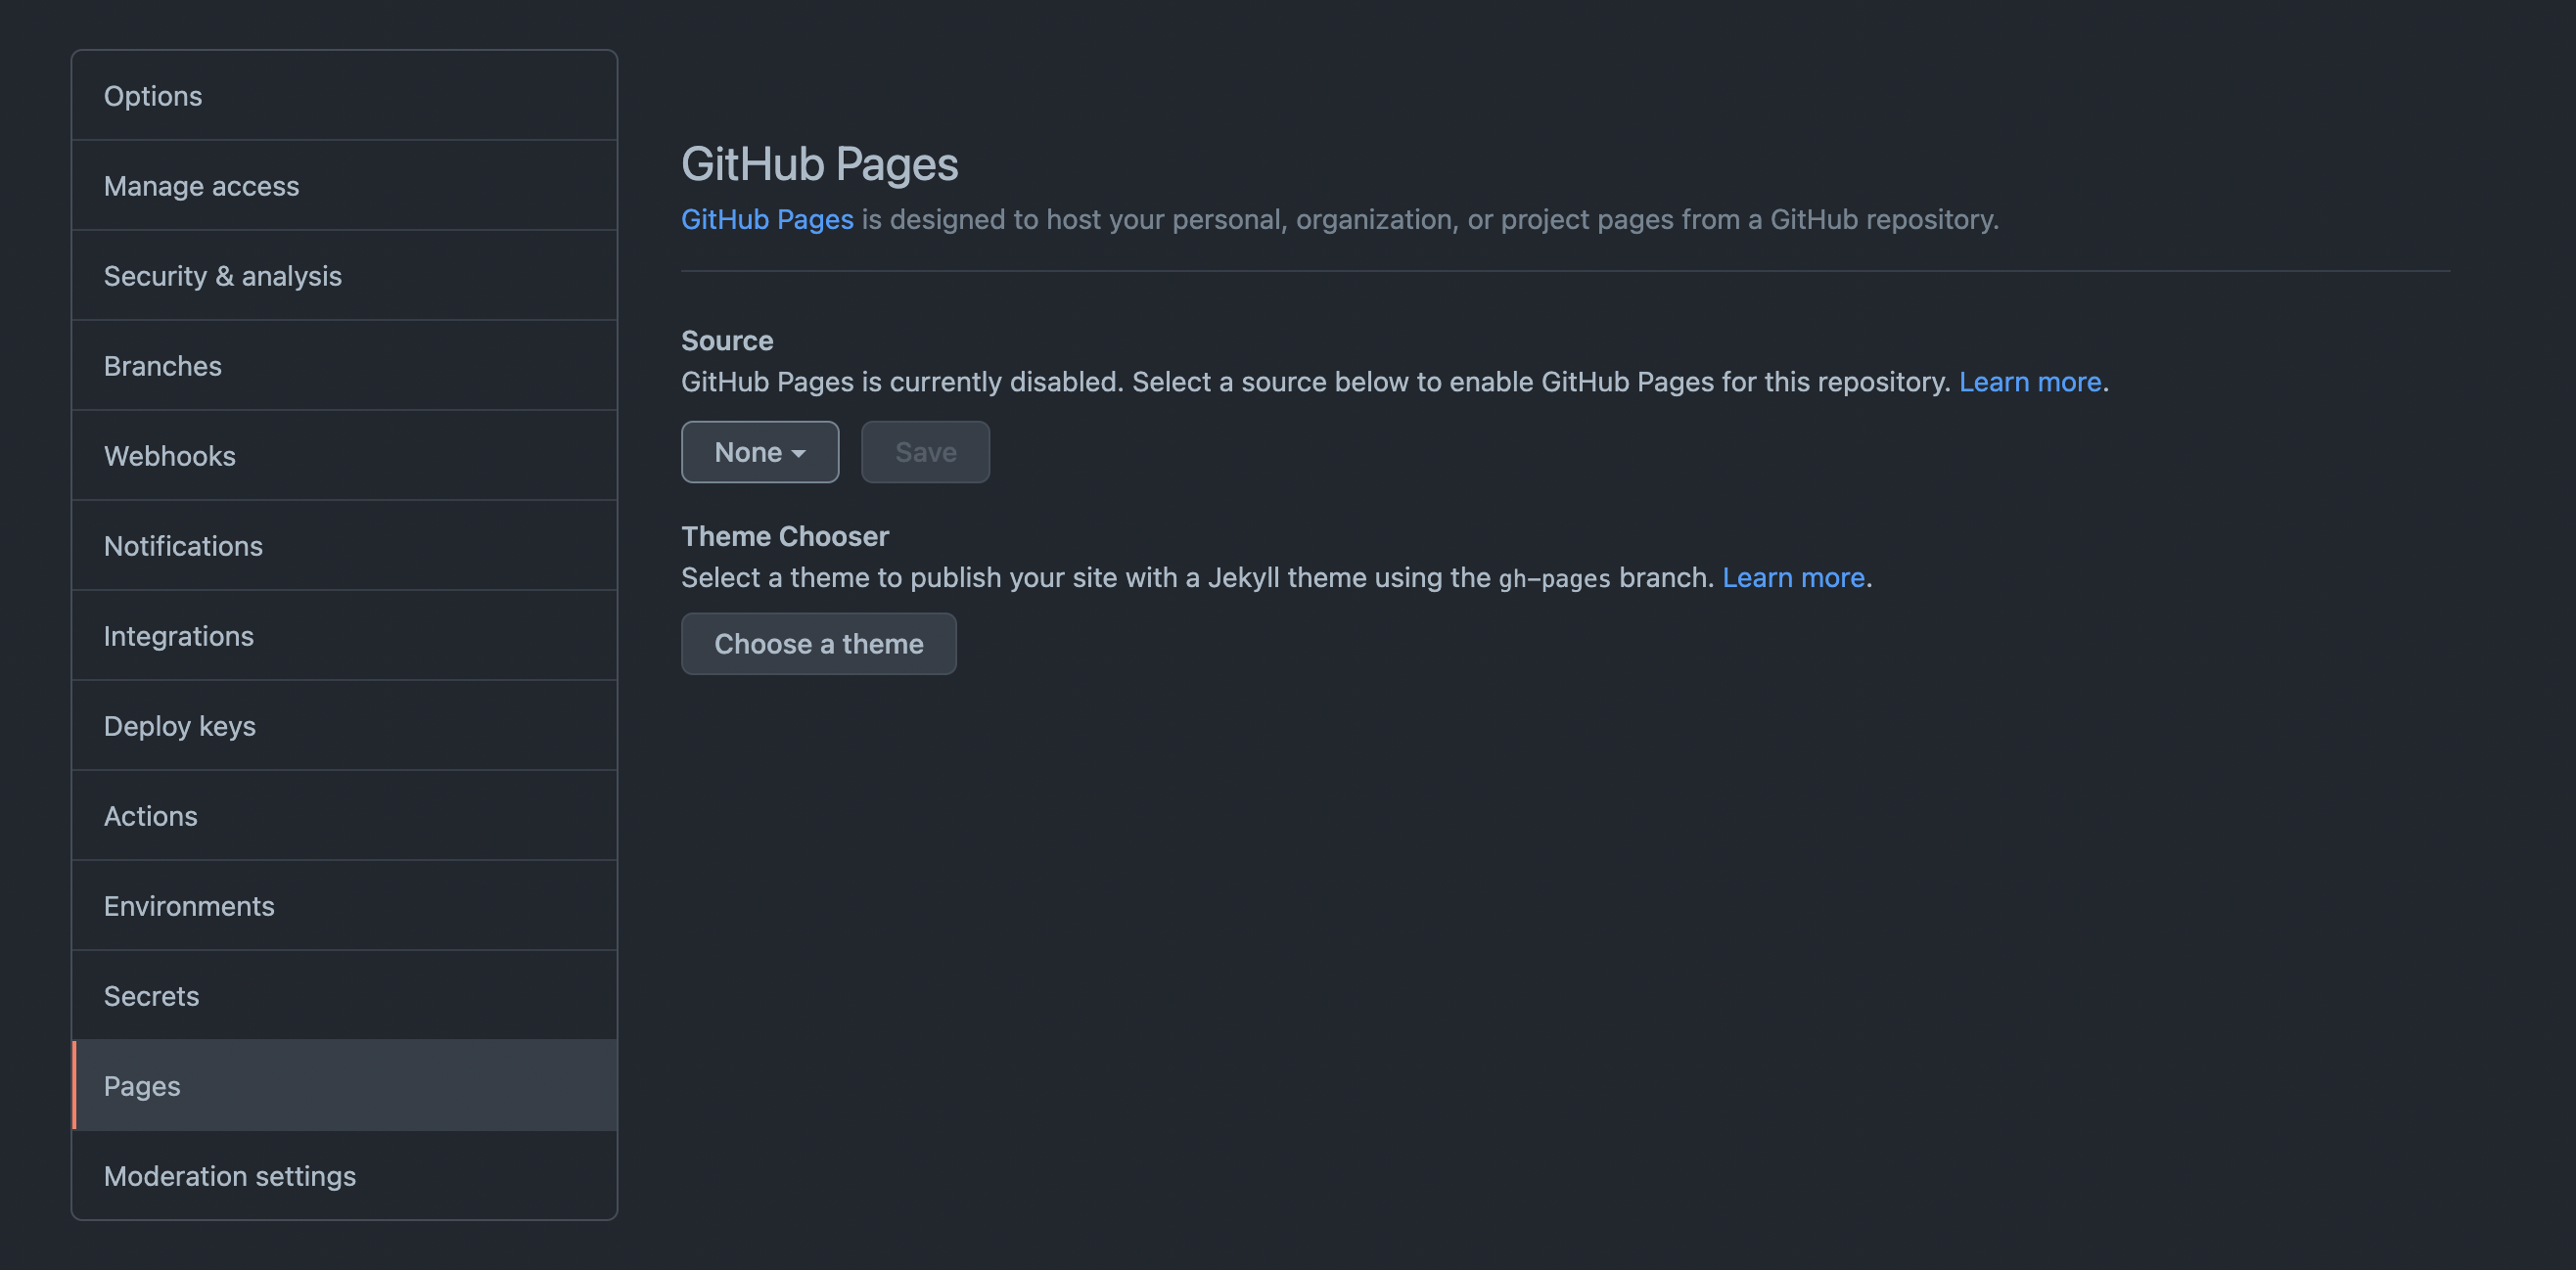 Options
Manage access
Security & analysis
Branches
Webhooks
Notifications
Integrations
Deploy keys
Actions
Environments
Secrets
Pages
Moderation settings
GitHub Pages
GitHub Pages is designed to host your personal, organization, or project pages from a GitHub repository.
Source
GitHub Pages is currently disabled. Select a source below to enable GitHub Pages for this repository. Learn more.
None Save
Theme Chooser
Select a theme to publish your site with a Jekyll theme using the gh-pages branch. Learn more.
Choose a theme